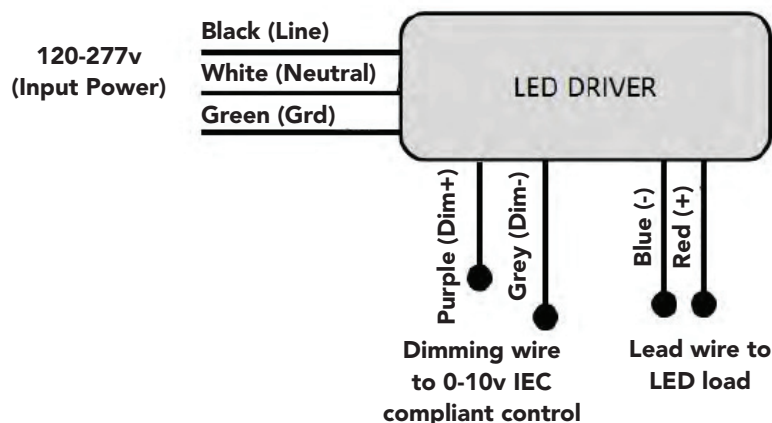 120-277v
(Input Power)
Black (Line)
White (Neutral)
Green (Grd)
LED DRIVER
Purple (Dim+)
Grey (Dim-)
Blue (-)
Red (+)
Dimming wire
to 0-10v IEC
compliant control
Lead wire to
LED load